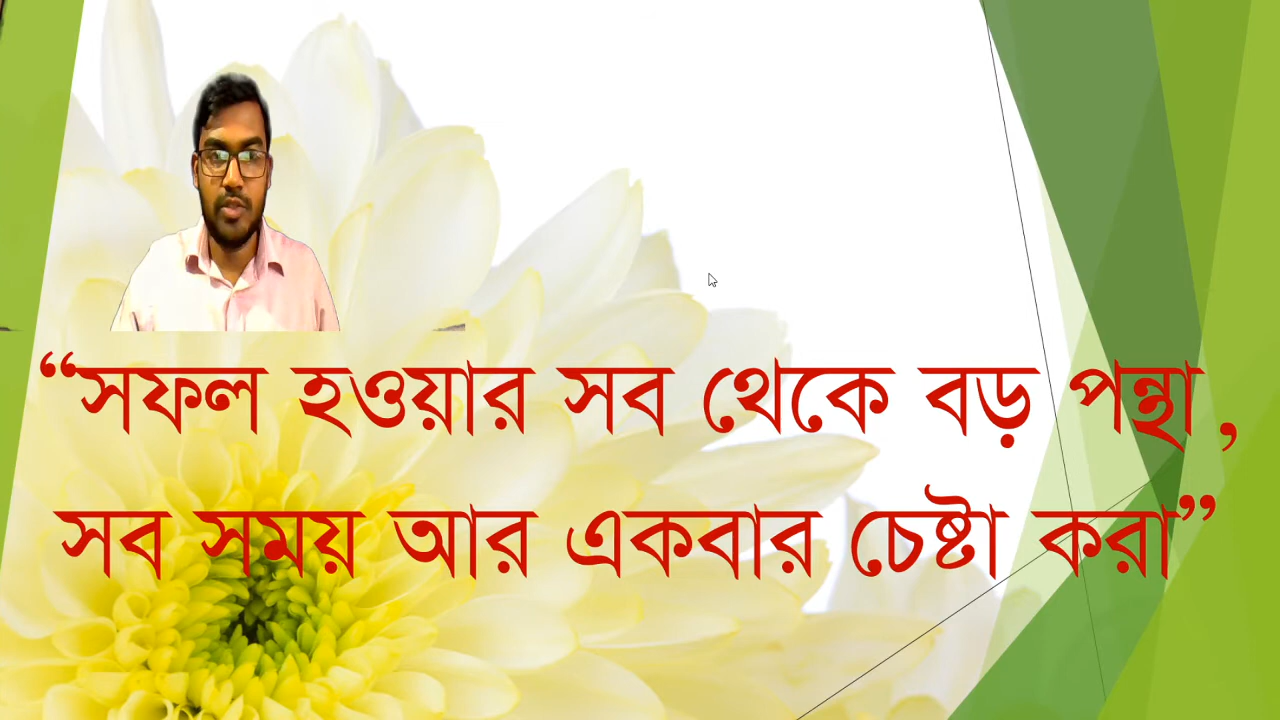 “সফল হওয়ার সব থেকে বড় পন্থা ,
সব সময় আর একবার চেষ্টা করা”